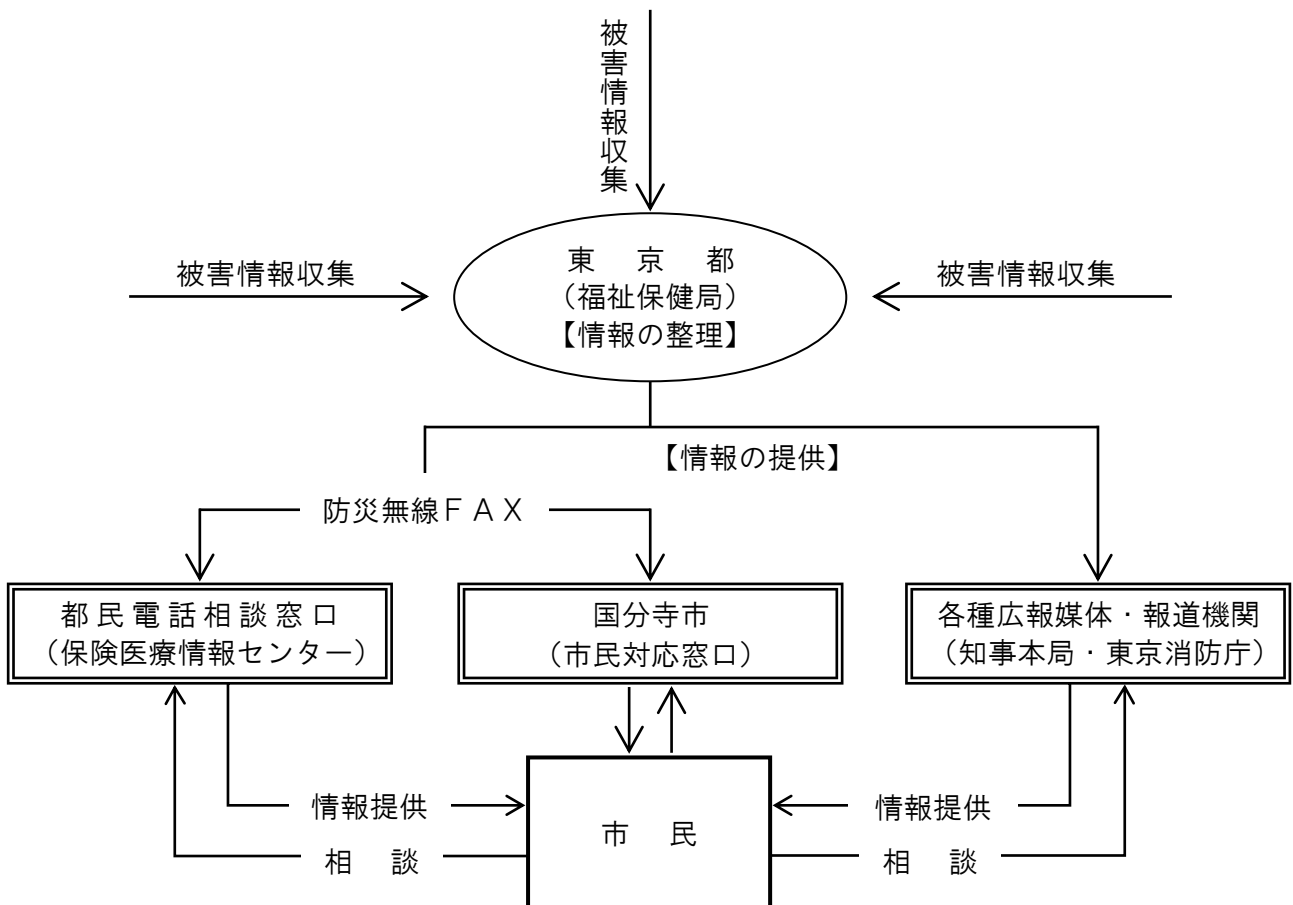 被害情報収集
被害情報収集
被害情報収集
東京都
（福祉保健局）
【情報の整理】
【情報の提供】
防災無線ＦＡＸ
都民電話相談窓口
（保険医療情報センター）
国分寺市
（市民対応窓口）
各種広報媒体・報道機関
（知事本局・東京消防庁）
情報提供
相談
市民
情報提供
相談